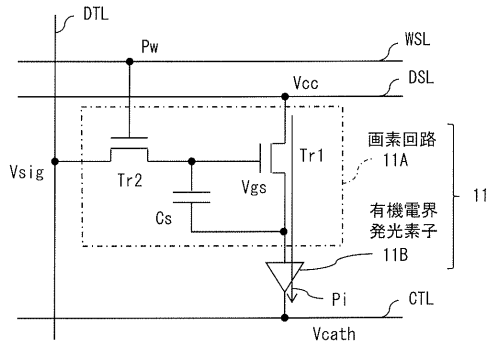 DTL
WSL
Pw
DSL
Vcc
画素回路
11A
Tr1
Vsig
Tr2
Vgs
11
Cs
有機電界
発光素子
11B
Pi
CTL
Vcath